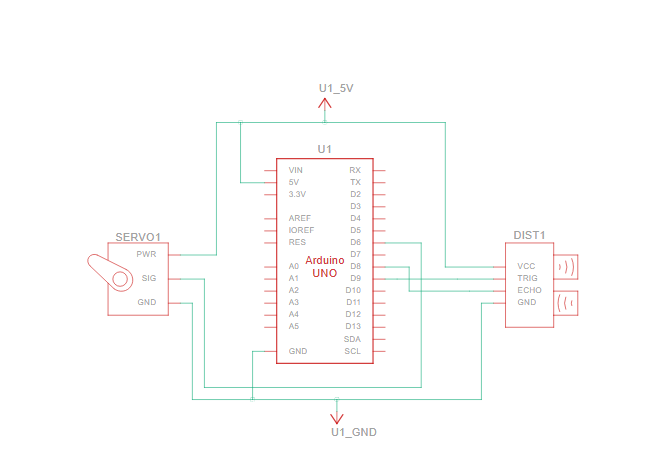 U1_5V
U1
VIN RX
5V TX
3.3V D2
D3
AREF D4
IOREF D5
RES D6
D7
A0 D8
A1 D9
A2 D10
A3 D11
A4 D12
A5 D13
SDA
GND SCL
Arduino
UNO
SERVO1
PWR
SIG
GND
DIST1
VCC
TRIG
ECHO
GND
U1_GND